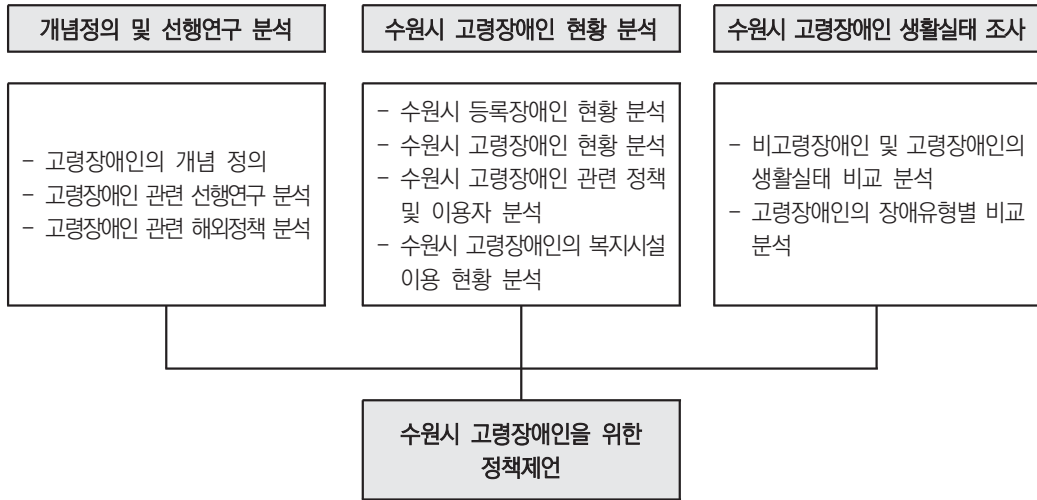 개념정의 및 선행연구 분석
- 고령장애인의 개념 정의
- 고령장애인 관련 선행연구 분석
- 고령장애인 관련 해외정책 분석
수원시 고령장애인 현황 분석
- 수원시 등록장애인 현황 분석
- 수원시 고령장애인 현황 분석
- 수원시 고령장애인 관련 정책
및 이용자 분석
- 수원시 고령장애인의 복지시설
이용 현황 분석
수원시 고령장애인 생활실태 조사
- 비고령장애인 및 고령장애인의
생활실태 비교 분석
- 고령장애인의 장애유형별 비교
분석
수원시 고령장애인을 위한
정책제언